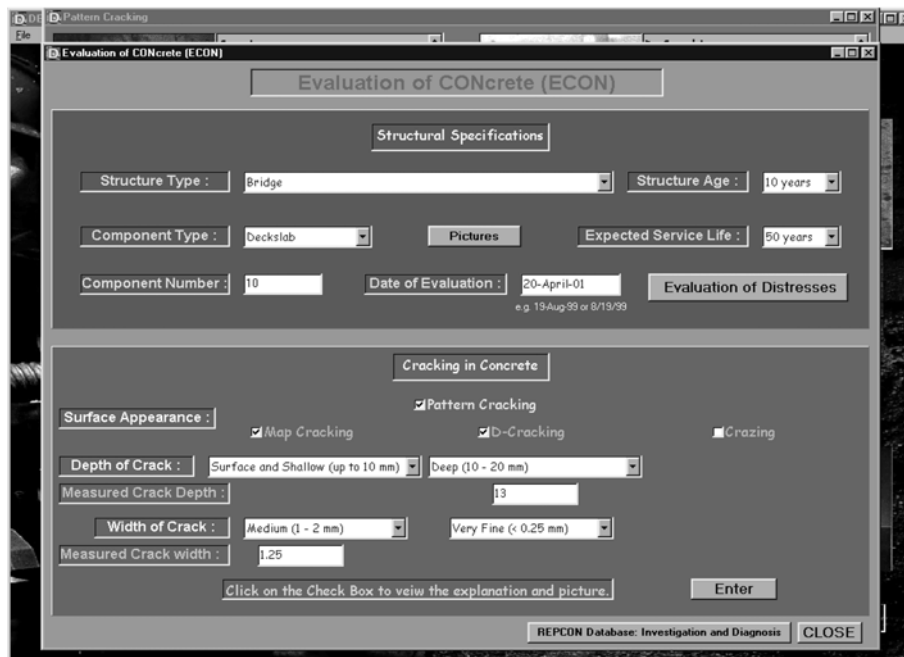 Pattern Cracking
File
Evaluation of CONcrete (ECON)
Evaluation of CONcrete (ECON)
Structural Specifications
Structure Type : Bridge Structure Age : 10 years
Component Type : Deckslab Pictures Expected Service Life : 50 years
Component Number : 10 Date of Evaluation : 20-April-01 Evaluation of Distresses
e.g. 19-Aug-99 or 8/19/99
Cracking in Concrete
Pattern Cracking
Surface Appearance :
Map Cracking D-Cracking Crazing
Depth of Crack : Surface and Shallow (up to 10 mm) Deep (10 - 20 mm)
Measured Crack Depth : 13
Width of Crack : Medium (1 - 2 mm) Very Fine (< 0.25 mm)
Measured Crack width : 1.25
Click on the Check Box to veiw the explanation and picture. Enter
REPCON Database: Investigation and Diagnosis CLOSE